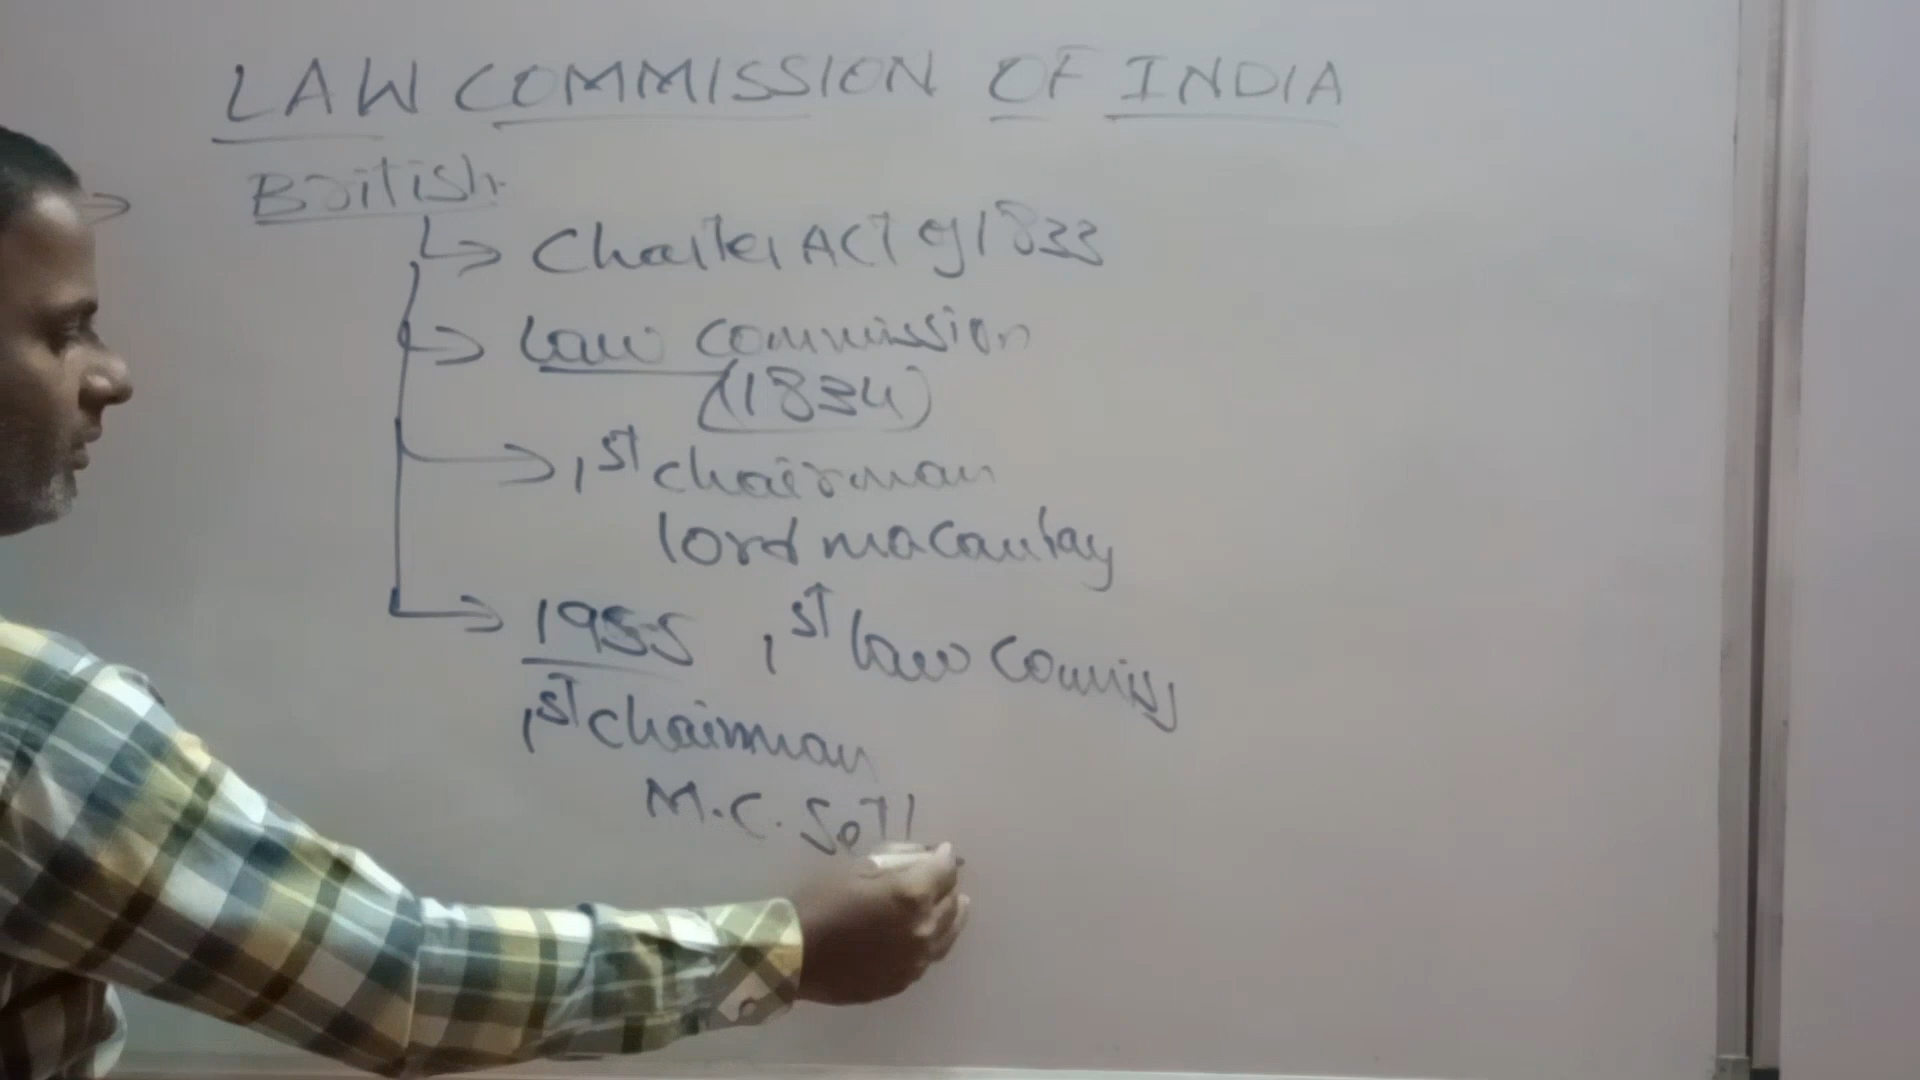 LAW COMMISSION OF INDIA
British
Charter ACT of 1833
Law Commission
(1834)
1st chairman
lord macaulay
1955 1st law Commiss
1st chairman
M.C.